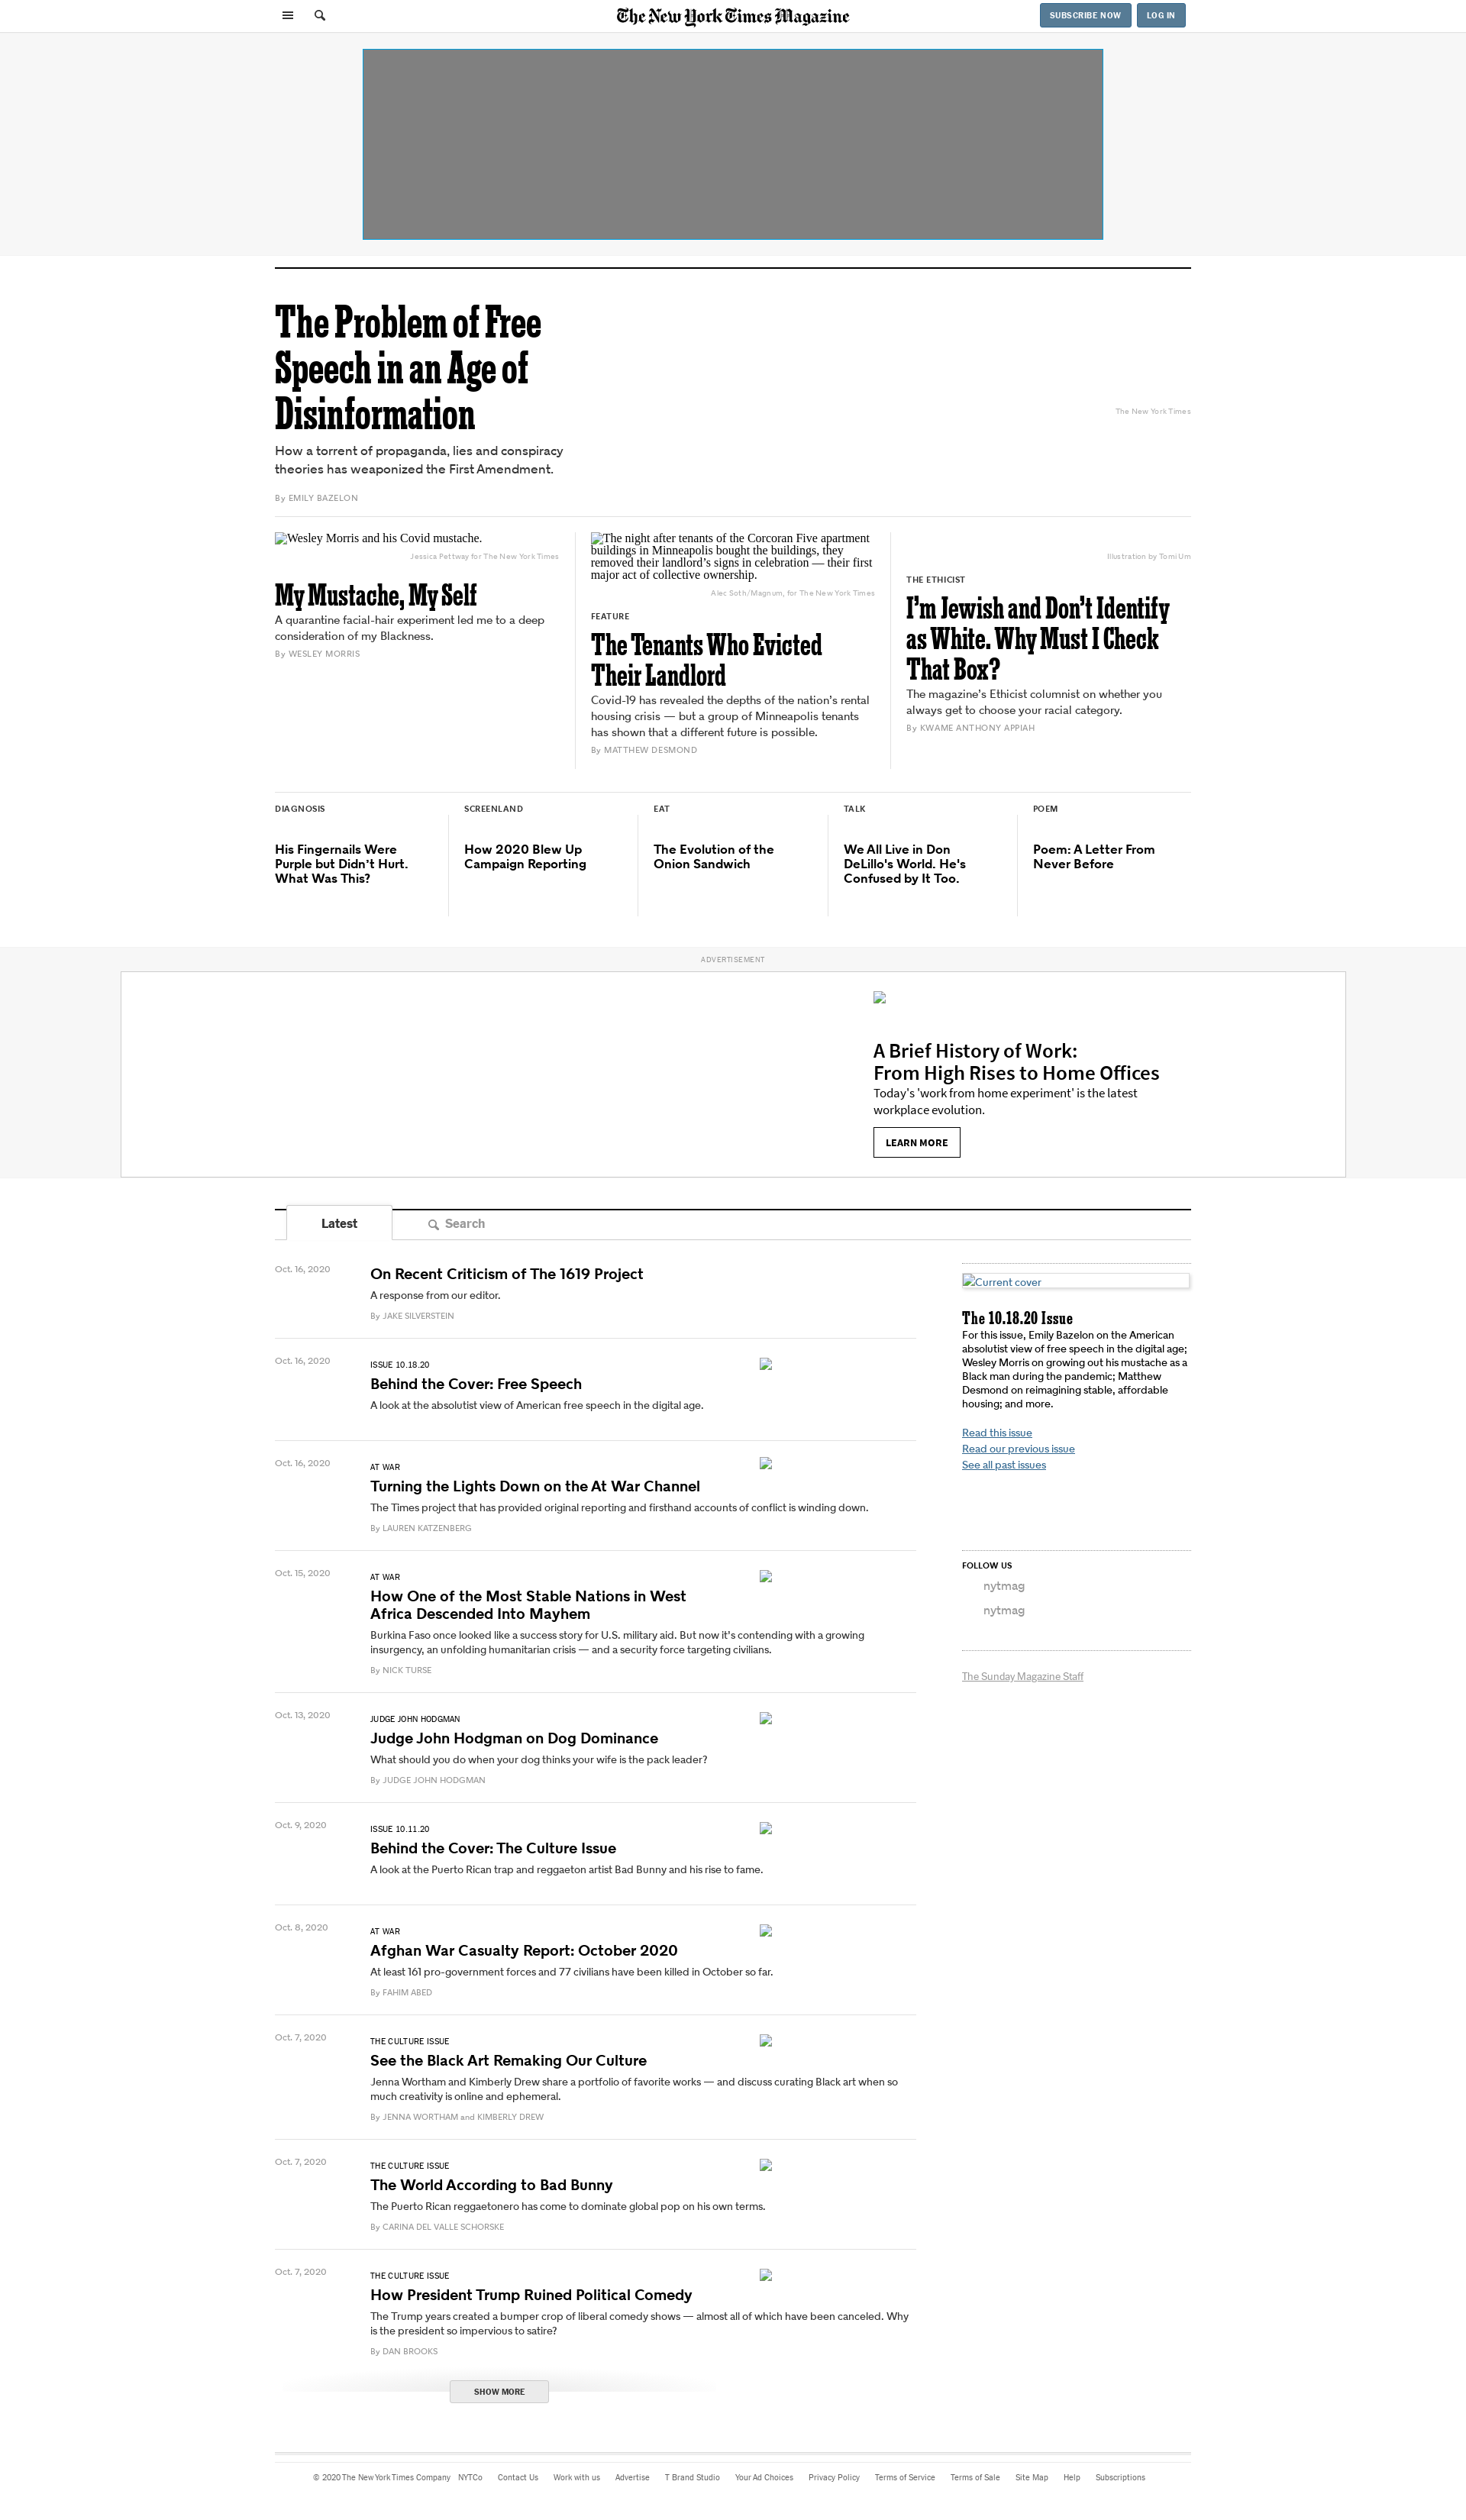 The New York Times Magazine
SUBSCRIBE NOW
LOG IN
The Problem of Free
Speech in an Age of
Disinformation
The New York Times
How a torrent of propaganda, lies and conspiracy
theories has weaponized the First Amendment.
By EMILY BAZELON
Wesley Morris and his Covid mustache.
Jessica Pettway for The New York Times
My Mustache, My Self
A quarantine facial-hair experiment led me to a deep
consideration of my Blackness.
By WESLEY MORRIS
The night after tenants of the Corcoran Five apartment
buildings in Minneapolis bought the buildings, they
removed their landlord’s signs in celebration — their first
major act of collective ownership.
Alec Soth/Magnum, for The New York Times
FEATURE
The Tenants Who Evicted
Their Landlord
Covid-19 has revealed the depths of the nation’s rental
housing crisis — but a group of Minneapolis tenants
has shown that a different future is possible.
By MATTHEW DESMOND
Illustration by Tomi Um
THE ETHICIST
I’m Jewish and Don’t Identify
as White. Why Must I Check
That Box?
The magazine’s Ethicist columnist on whether you
always get to choose your racial category.
By KWAME ANTHONY APPIAH
DIAGNOSIS
His Fingernails Were
Purple but Didn’t Hurt.
What Was This?
SCREENLAND
How 2020 Blew Up
Campaign Reporting
EAT
The Evolution of the
Onion Sandwich
TALK
We All Live in Don
DeLillo's World. He's
Confused by It Too.
POEM
Poem: A Letter From
Never Before
ADVERTISEMENT
A Brief History of Work:
From High Rises to Home Offices
Today's 'work from home experiment' is the latest
workplace evolution.
LEARN MORE
Latest
Search
Oct. 16, 2020
On Recent Criticism of The 1619 Project
A response from our editor.
By JAKE SILVERSTEIN
Oct. 16, 2020
ISSUE 10.18.20
Behind the Cover: Free Speech
A look at the absolutist view of American free speech in the digital age.
Oct. 16, 2020
AT WAR
Turning the Lights Down on the At War Channel
The Times project that has provided original reporting and firsthand accounts of conflict is winding down.
By LAUREN KATZENBERG
Oct. 15, 2020
AT WAR
How One of the Most Stable Nations in West
Africa Descended Into Mayhem
Burkina Faso once looked like a success story for U.S. military aid. But now it’s contending with a growing
insurgency, an unfolding humanitarian crisis — and a security force targeting civilians.
By NICK TURSE
Oct. 13, 2020
JUDGE JOHN HODGMAN
Judge John Hodgman on Dog Dominance
What should you do when your dog thinks your wife is the pack leader?
By JUDGE JOHN HODGMAN
Oct. 9, 2020
ISSUE 10.11.20
Behind the Cover: The Culture Issue
A look at the Puerto Rican trap and reggaeton artist Bad Bunny and his rise to fame.
Oct. 8, 2020
AT WAR
Afghan War Casualty Report: October 2020
At least 161 pro-government forces and 77 civilians have been killed in October so far.
By FAHIM ABED
Oct. 7, 2020
THE CULTURE ISSUE
See the Black Art Remaking Our Culture
Jenna Wortham and Kimberly Drew share a portfolio of favorite works — and discuss curating Black art when so
much creativity is online and ephemeral.
By JENNA WORTHAM and KIMBERLY DREW
Oct. 7, 2020
THE CULTURE ISSUE
The World According to Bad Bunny
The Puerto Rican reggaetonero has come to dominate global pop on his own terms.
By CARINA DEL VALLE SCHORSKE
Oct. 7, 2020
THE CULTURE ISSUE
How President Trump Ruined Political Comedy
The Trump years created a bumper crop of liberal comedy shows — almost all of which have been canceled. Why
is the president so impervious to satire?
By DAN BROOKS
SHOW MORE
Current cover
The 10.18.20 Issue
For this issue, Emily Bazelon on the American
absolutist view of free speech in the digital age;
Wesley Morris on growing out his mustache as a
Black man during the pandemic; Matthew
Desmond on reimagining stable, affordable
housing; and more.
Read this issue
Read our previous issue
See all past issues
FOLLOW US
nytmag
nytmag
The Sunday Magazine Staff
© 2020 The New York Times Company NYTCo Contact Us Work with us Advertise T Brand Studio Your Ad Choices Privacy Policy Terms of Service Terms of Sale Site Map Help Subscriptions